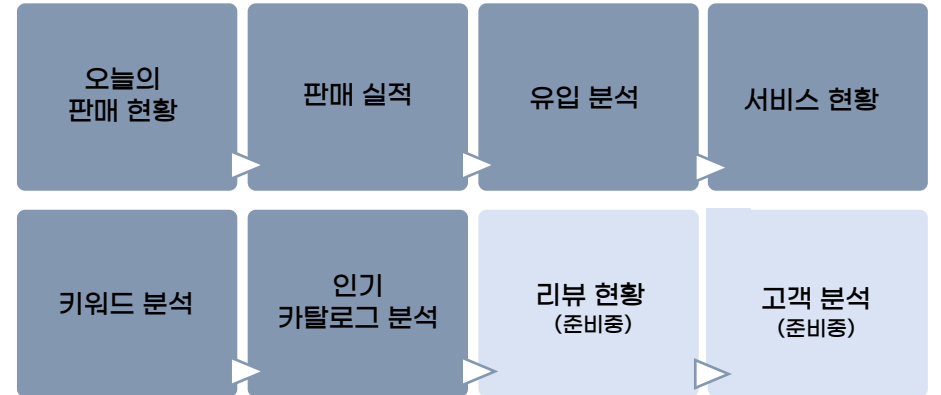 오늘의
판매 현황
판매 실적
유입 분석
서비스 현황
키워드 분석
인기
카탈로그 분석
리뷰 현황
(준비중)
고객 분석
(준비중)